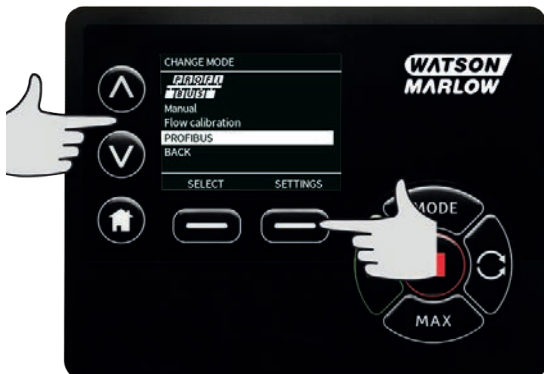 CHANGE MODE
PROFI
BUS
Manual
Flow calibration
PROFIBUS
BACK
SELECT SETTINGS
WATSON
MARLOW
MODE
MAX